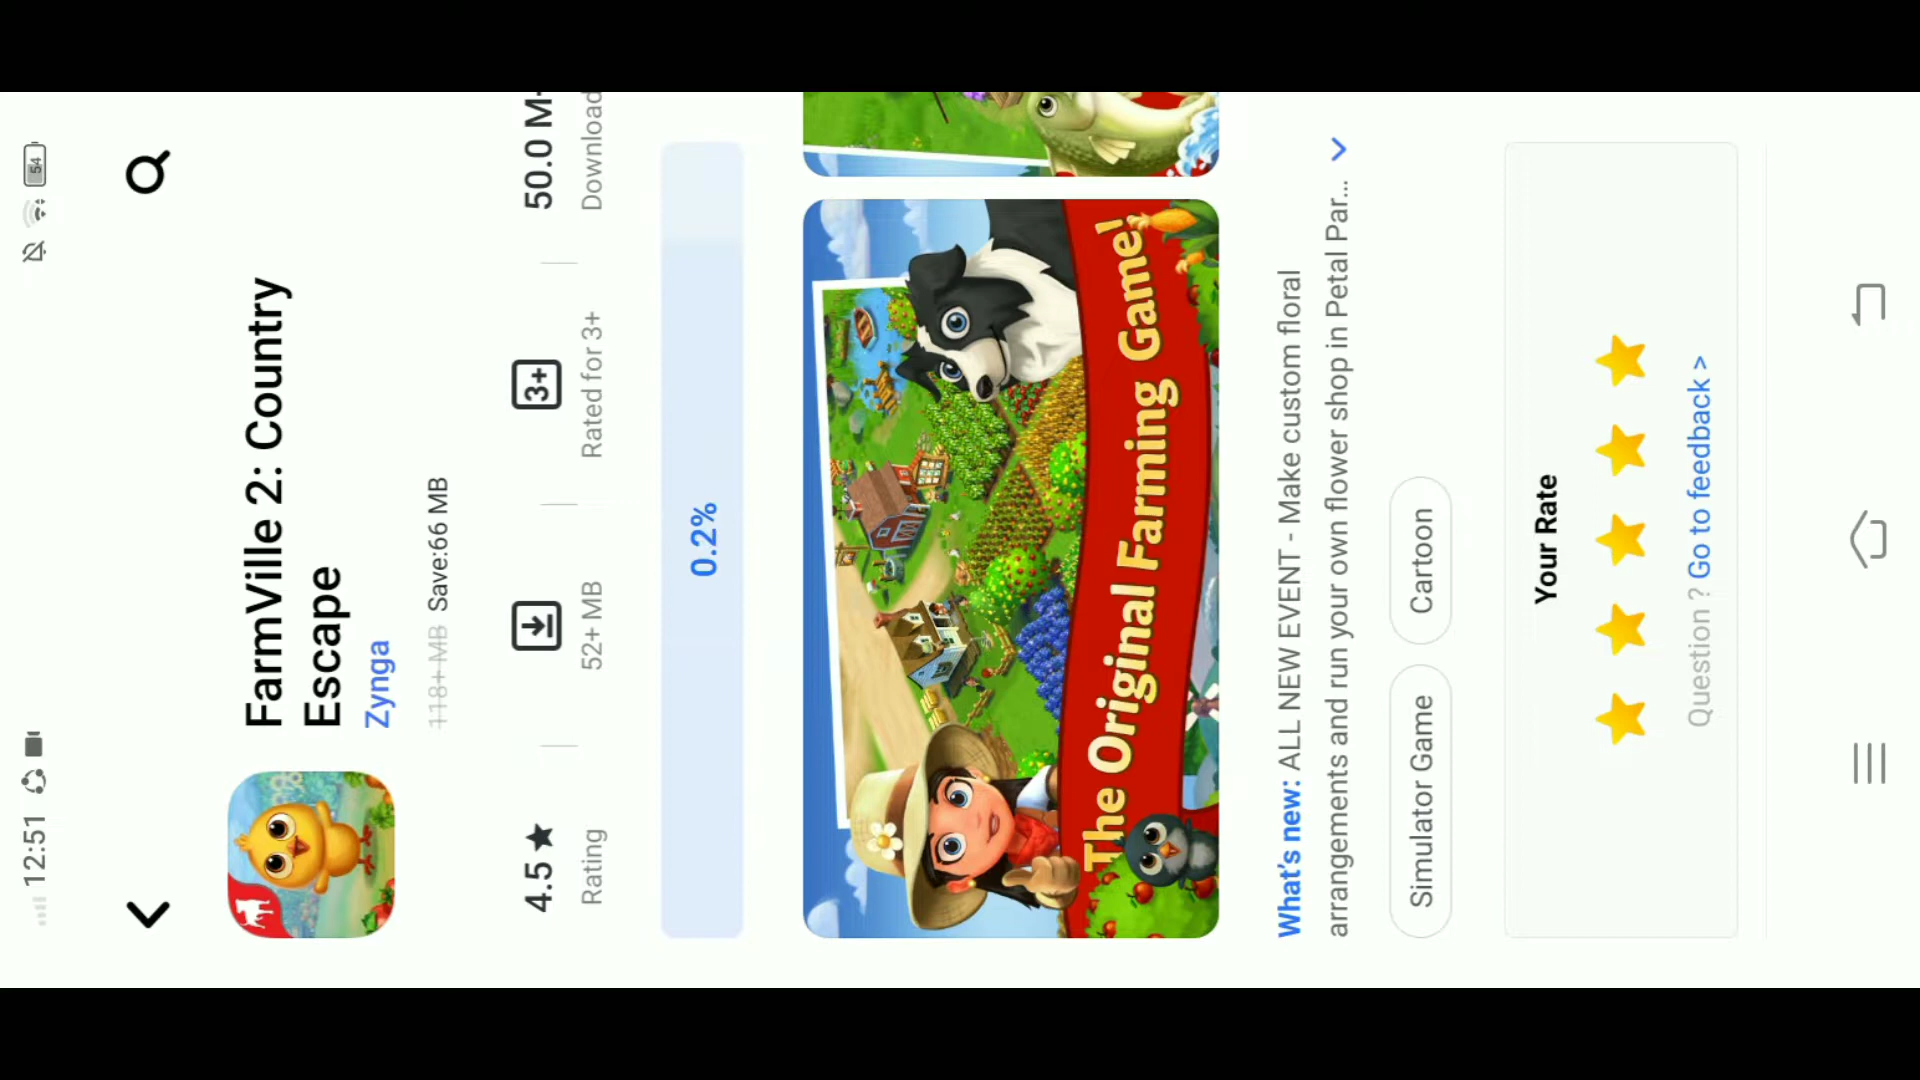 12:51
54
FarmVille 2: Country
Escape
Zynga
118+ MB Save:66 MB
4.5 ★
Rating
52+ MB
3+
Rated for 3+
50.0 M
Download
0.2%
The Original Farming Game!
What's new: ALL NEW EVENT - Make custom floral
arrangements and run your own flower shop in Petal Par...
Simulator Game
Cartoon
Your Rate
Question ? Go to feedback >